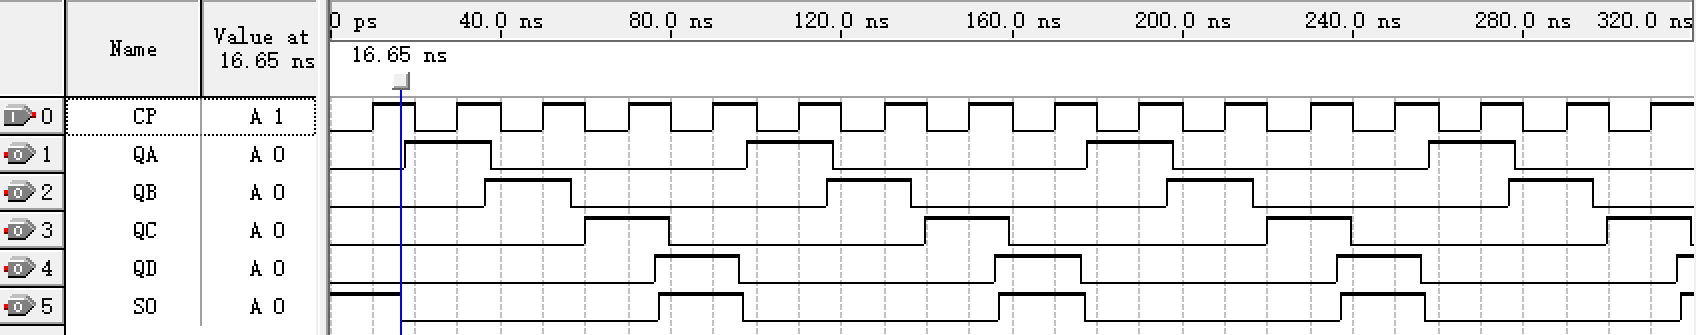 0 ps 40.0 ns 80.0 ns 120.0 ns 160.0 ns 200.0 ns 240.0 ns 280.0 ns 320.0 ns
Name Value at
16.65 ns
16.65 ns
0 CP A 1
1 QA A 0
2 QB A 0
3 QC A 0
4 QD A 0
5 SO A 0